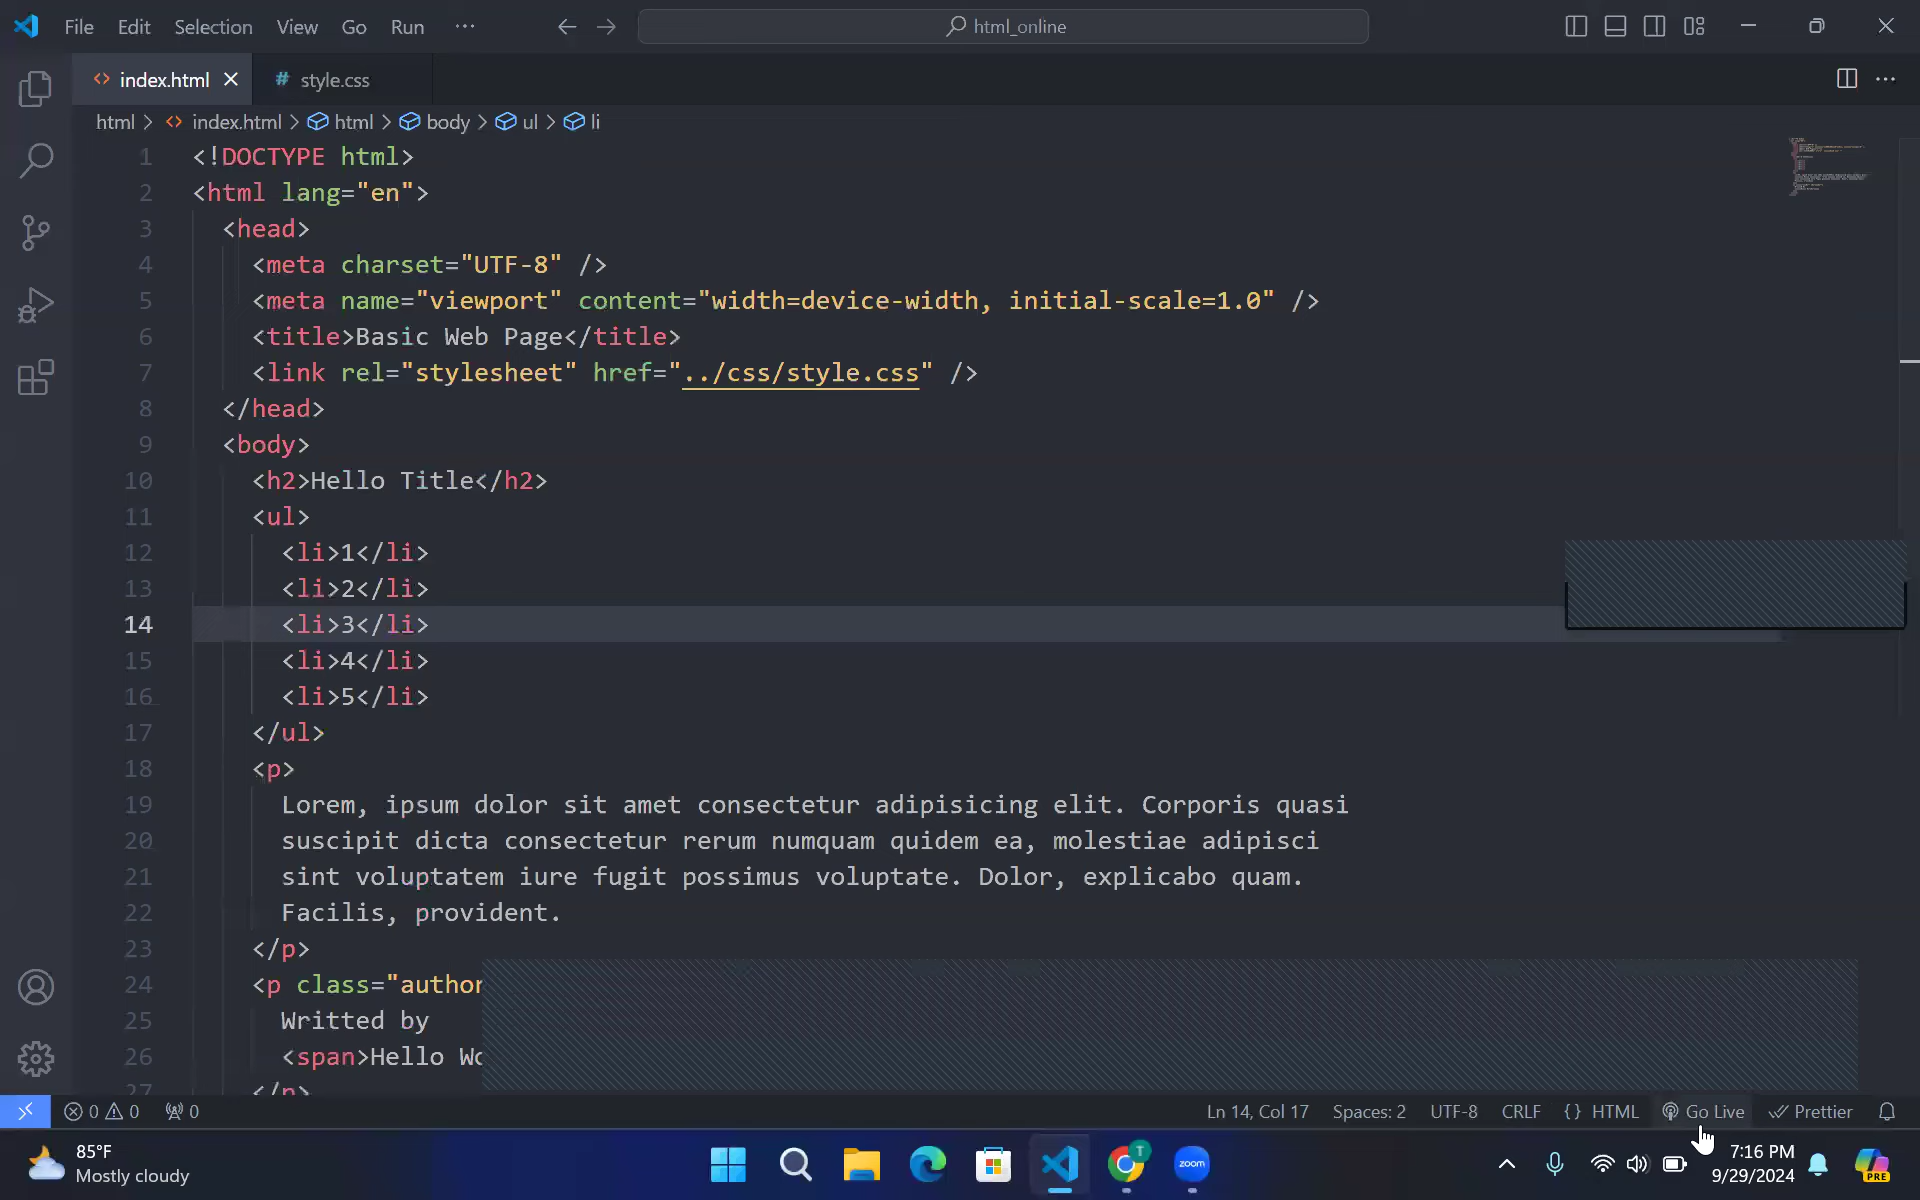 File Edit Selection View Go Run ···
html_online
index.html
style.css
html > index.html > html > body > ul > li
1 <!DOCTYPE html>
2 <html lang="en">
3 <head>
4 <meta charset="UTF-8" />
5 <meta name="viewport" content="width=device-width, initial-scale=1.0" />
6 <title>Basic Web Page</title>
7 <link rel="stylesheet" href="../css/style.css" />
8 </head>
9 <body>
10 <h2>Hello Title</h2>
11 <ul>
12 <li>1</li>
13 <li>2</li>
14 <li>3</li>
15 <li>4</li>
16 <li>5</li>
17 </ul>
18 <p>
19 Lorem, ipsum dolor sit amet consectetur adipisicing elit. Corporis quasi
20 suscipit dicta consectetur rerum numquam quidem ea, molestiae adipisci
21 sint voluptatem iure fugit possimus voluptate. Dolor, explicabo quam.
22 Facilis, provident.
23 </p>
24 <p class="author
25 Writted by
26 <span>Hello
27 </p>
0 0 0 Ln 14, Col 17 Spaces: 2 UTF-8 CRLF {} HTML Go Live Prettier
85°F
Mostly cloudy
zoom
7:16 PM
9/29/2024
PRE